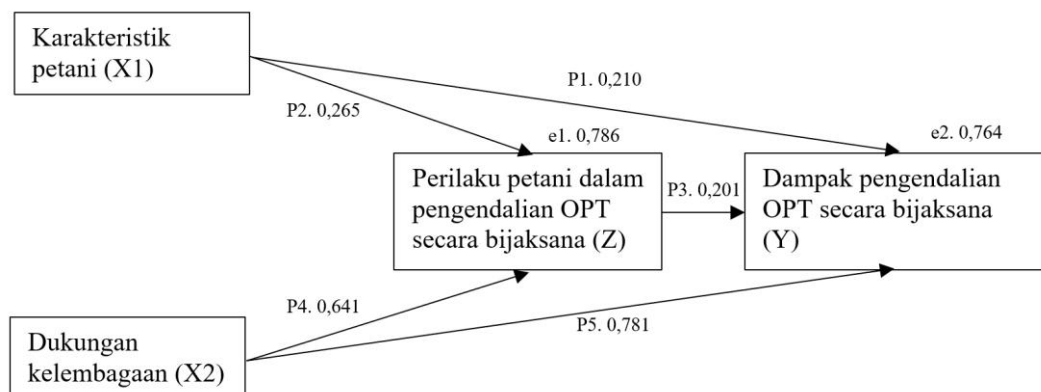 Karakteristik
petani (X1)
P1. 0,210
P2. 0,265
e1. 0,786
e2. 0,764
Perilaku petani dalam
pengendalian OPT
secara bijaksana (Z)
P3. 0,201
Dampak pengendalian
OPT secara bijaksana
(Y)
P4. 0,641
P5. 0,781
Dukungan
kelembagaan (X2)